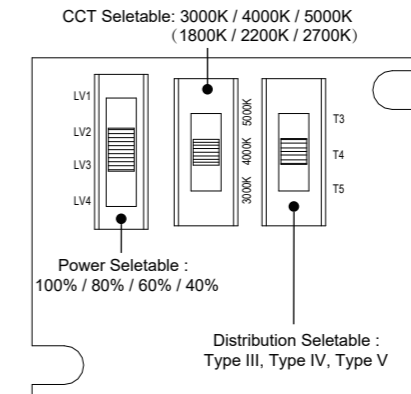 CCT Seletable: 3000K / 4000K / 5000K
（1800K / 2200K / 2700K）
LV1
LV2
LV3
LV4
5000K
4000K
3000K
T3
T4
T5
Power Seletable :
100% / 80% / 60% / 40%
Distribution Seletable :
Type III, Type IV, Type V